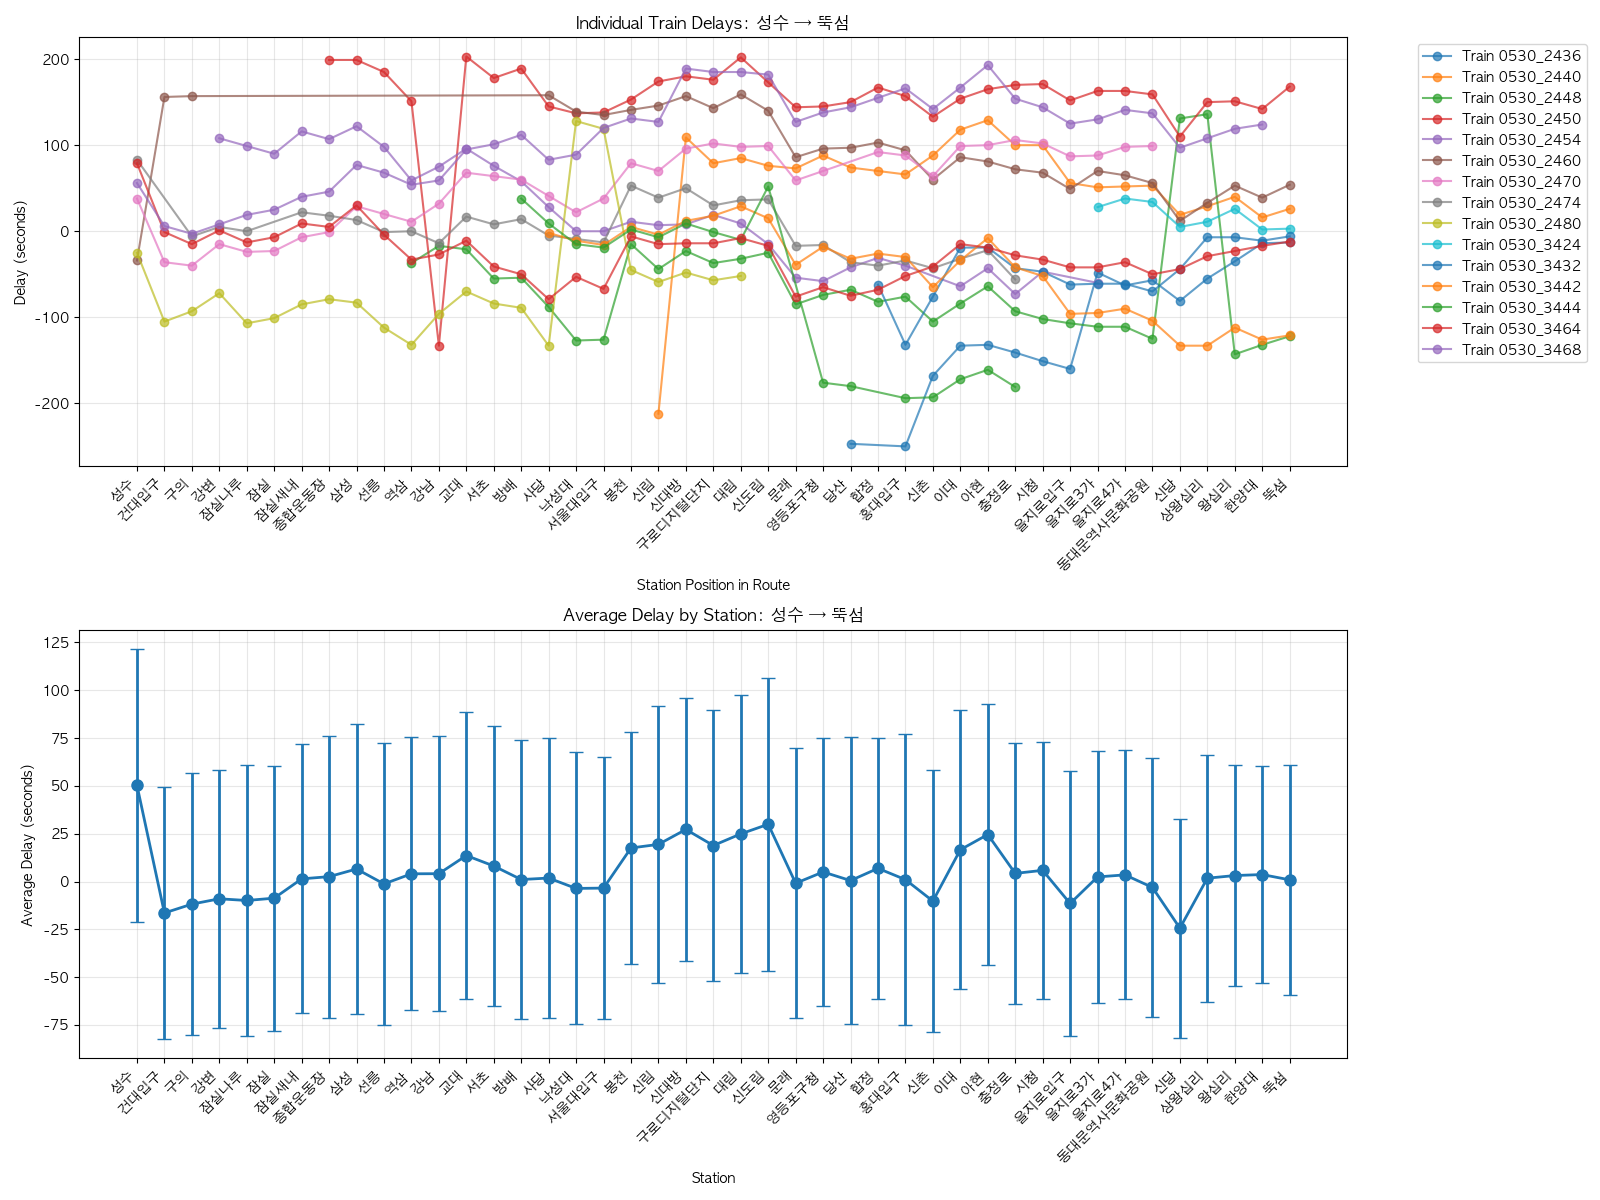 Individual Train Delays: 성수 → 뚝섬
Delay (seconds)
200
100
0
-100
-200
성수
건대입구
구의
강변
잠실나루
잠실
잠실새내
종합운동장
삼성
선릉
역삼
강남
교대
서초
방배
사당
낙성대
서울대입구
봉천
신림
신대방
구로디지털단지
대림
신도림
문래
영등포구청
당산
합정
홍대입구
신촌
이대
아현
충정로
시청
을지로입구
을지로3가
을지로4가
동대문역사문화공원
신당
상왕십리
왕십리
한양대
뚝섬
Station Position in Route
Train 0530_2436
Train 0530_2440
Train 0530_2448
Train 0530_2450
Train 0530_2454
Train 0530_2460
Train 0530_2470
Train 0530_2474
Train 0530_2480
Train 0530_3424
Train 0530_3432
Train 0530_3442
Train 0530_3444
Train 0530_3464
Train 0530_3468
Average Delay by Station: 성수 → 뚝섬
Average Delay (seconds)
125
100
75
50
25
0
-25
-50
-75
성수
건대입구
구의
강변
잠실나루
잠실
잠실새내
종합운동장
삼성
선릉
역삼
강남
교대
서초
방배
사당
낙성대
서울대입구
봉천
신림
신대방
구로디지털단지
대림
신도림
문래
영등포구청
당산
합정
홍대입구
신촌
이대
아현
충정로
시청
을지로입구
을지로3가
을지로4가
동대문역사문화공원
신당
상왕십리
왕십리
한양대
뚝섬
Station